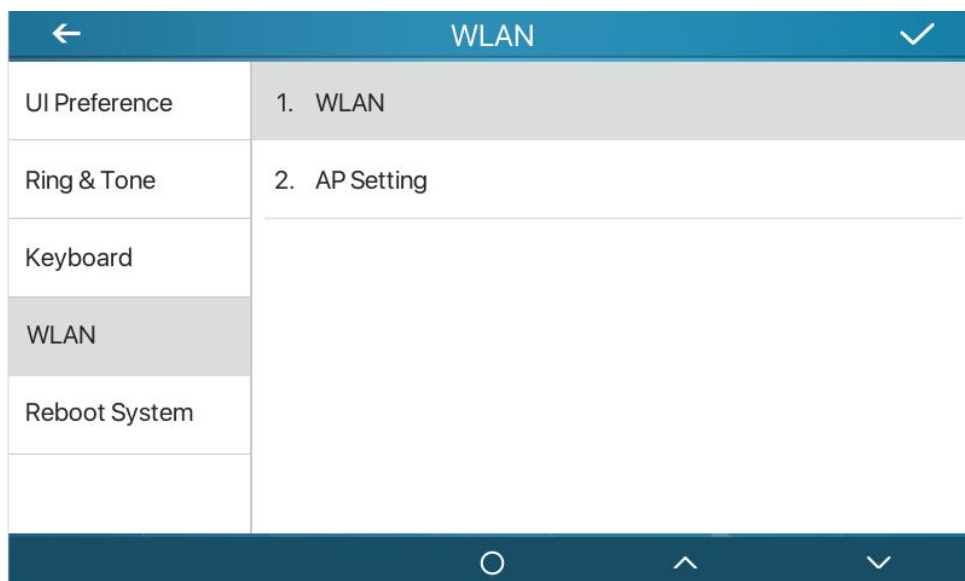 WLAN
UI Preference
Ring & Tone
Keyboard
WLAN
Reboot System
1. WLAN
2. AP Setting